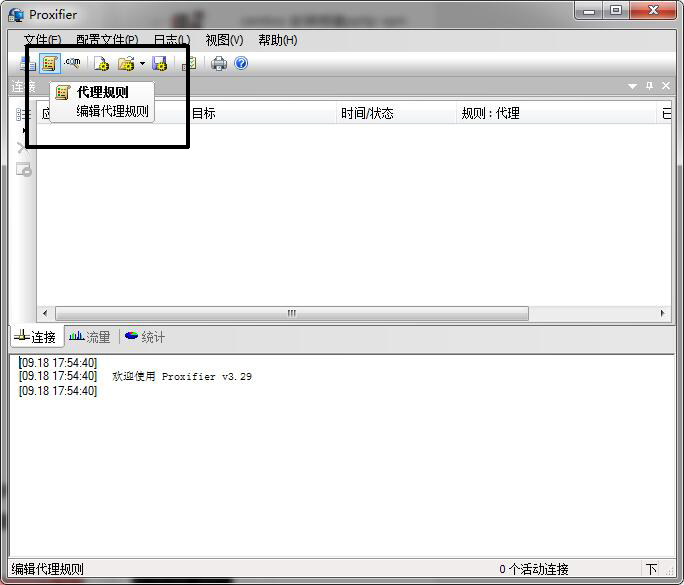 Proxifier
文件(F) 配置文件(P) 日志(L) 视图(V) 帮助(H)
.com
连接
代理规则
编辑代理规则
目标 时间/状态 规则 : 代理
连接 流量 统计
[09.18 17:54:40]
[09.18 17:54:40] 欢迎使用 Proxifier v3.29
[09.18 17:54:40]
编辑代理规则 0 个活动连接 下